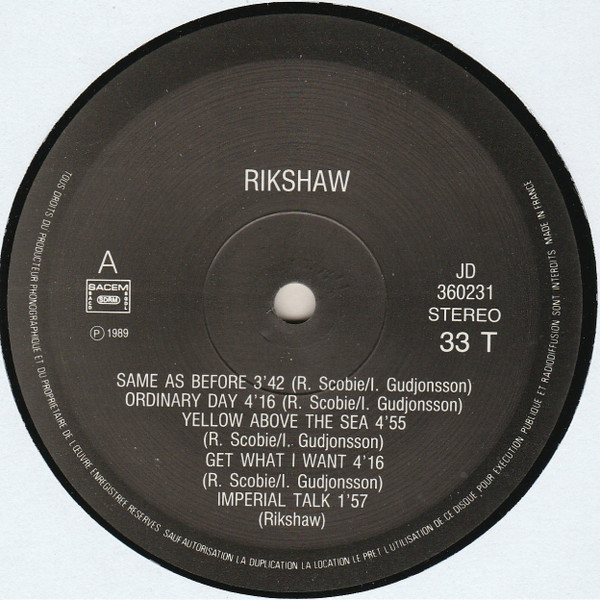 RIKSHAW
A
SACEM
SACD
SDRM
SGDL
Ⓟ 1989
JD
360231
STEREO
33 T
SAME AS BEFORE 3'42 (R. Scobie/I. Gudjonsson)
ORDINARY DAY 4'16 (R. Scobie/I. Gudjonsson)
YELLOW ABOVE THE SEA 4'55
(R. Scobie/I. Gudjonsson)
GET WHAT I WANT 4'16
(R. Scobie/I. Gudjonsson)
IMPERIAL TALK 1'57
(Rikshaw)
TOUS DROITS DU PRODUCTEUR PHONOGRAPHIQUE ET DU PROPRIETAIRE DE L'ŒUVRE ENREGISTREE RESERVES. SAUF AUTORISATION LA DUPLICATION LA LOCATION LE PRET L'UTILISATION DE CE DISQUE POUR EXECUTION PUBLIQUE ET RADIODIFFUSION SONT INTERDITS MADE IN FRANCE